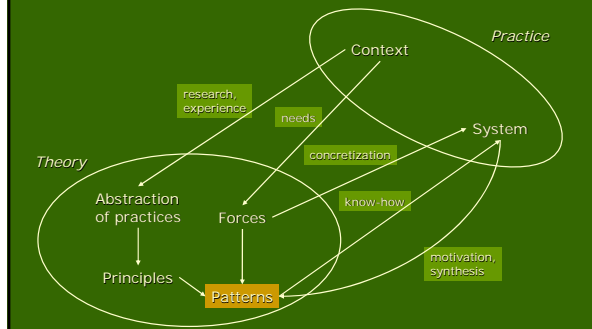 Practice
Context
research,
experience
needs
System
concretization
Theory
Abstraction
of practices
know-how
Forces
motivation,
synthesis
Principles
Patterns